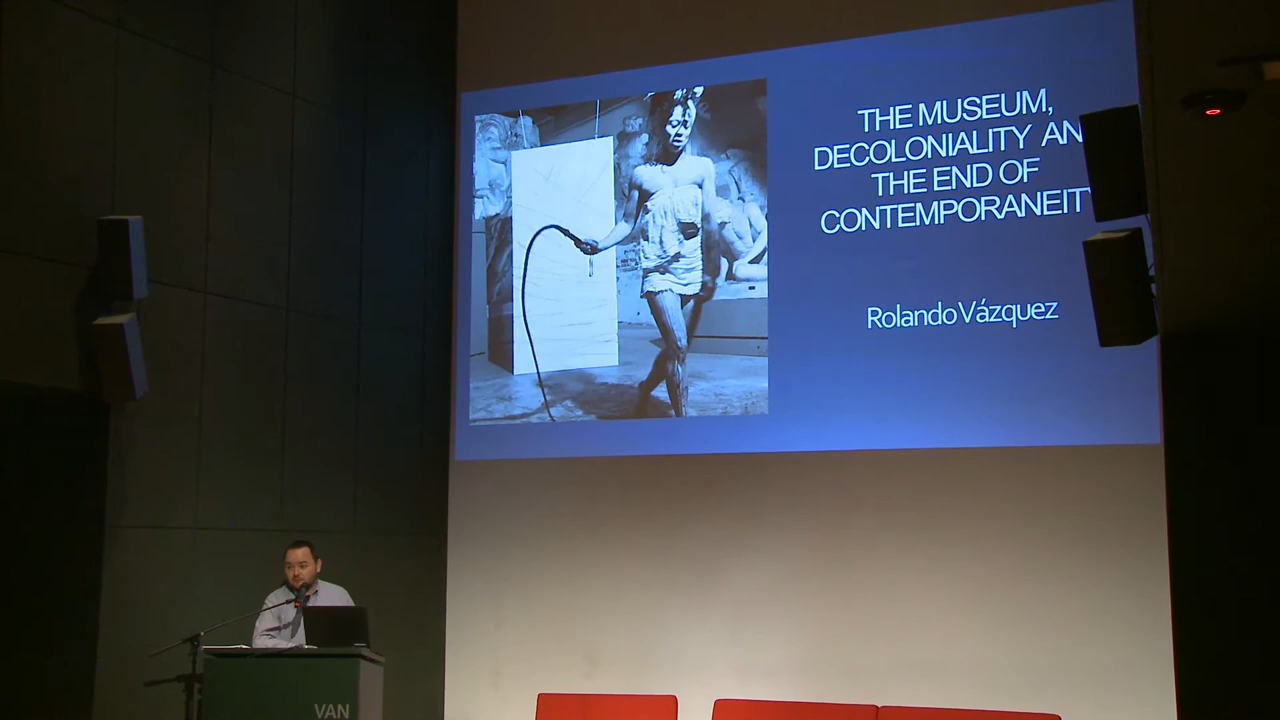 THE MUSEUM,
DECOLONIALITY AN
THE END OF
CONTEMPORANEIT
Rolando Vázquez
VAN